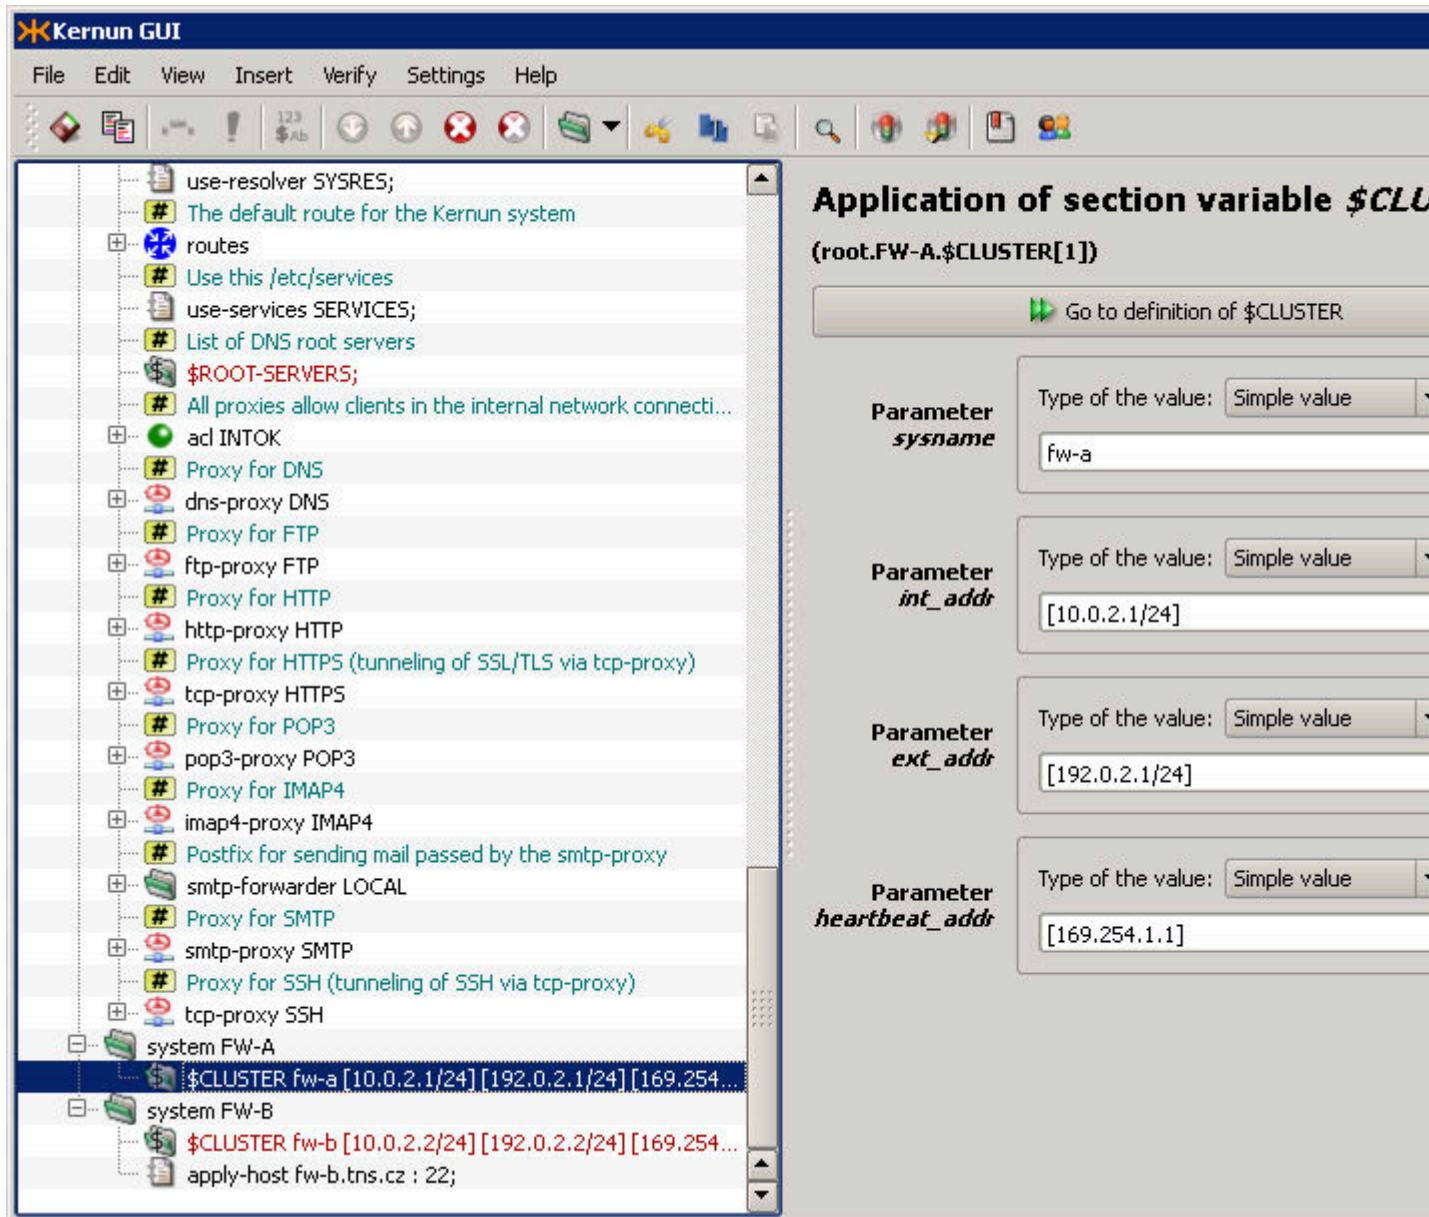 Kernun GUI
File Edit View Insert Verify Settings Help
123
$Ab
use-resolver SYSRES;
# The default route for the Kernun system
routes
# Use this /etc/services
use-services SERVICES;
# List of DNS root servers
$ $ROOT-SERVERS;
# All proxies allow clients in the internal network connecti...
acl INTOK
# Proxy for DNS
dns-proxy DNS
# Proxy for FTP
ftp-proxy FTP
# Proxy for HTTP
http-proxy HTTP
# Proxy for HTTPS (tunneling of SSL/TLS via tcp-proxy)
tcp-proxy HTTPS
# Proxy for POP3
pop3-proxy POP3
# Proxy for IMAP4
imap4-proxy IMAP4
# Postfix for sending mail passed by the smtp-proxy
smtp-forwarder LOCAL
# Proxy for SMTP
smtp-proxy SMTP
# Proxy for SSH (tunneling of SSH via tcp-proxy)
tcp-proxy SSH
system FW-A
$ $CLUSTER fw-a [10.0.2.1/24] [192.0.2.1/24] [169.254...
system FW-B
$ $CLUSTER fw-b [10.0.2.2/24] [192.0.2.2/24] [169.254...
apply-host fw-b.tns.cz : 22;
Application of section variable $CLU
(root.FW-A.$CLUSTER[1])
Go to definition of $CLUSTER
Parameter sysname
Type of the value: Simple value
fw-a
Parameter int_addr
Type of the value: Simple value
[10.0.2.1/24]
Parameter ext_addr
Type of the value: Simple value
[192.0.2.1/24]
Parameter heartbeat_addr
Type of the value: Simple value
[169.254.1.1]